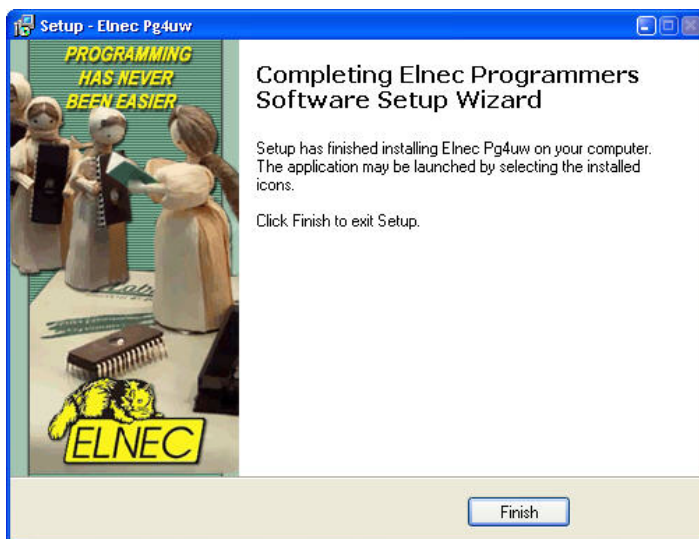 Setup - Elnec Pg4uw
PROGRAMMING
HAS NEVER
BEEN EASIER
Completing Elnec Programmers
Software Setup Wizard
Setup has finished installing Elnec Pg4uw on your computer.
The application may be launched by selecting the installed
icons.
Click Finish to exit Setup.
ELNEC
Finish